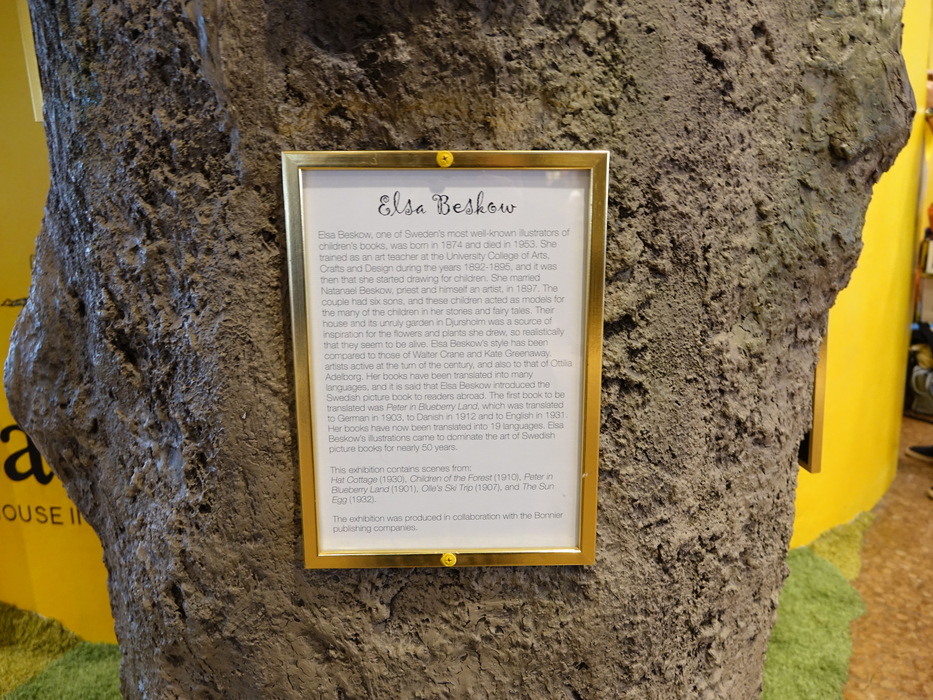 Elsa Beskow
Elsa Beskow, one of Sweden's most well-known illustrators of
children's books, was born in 1874 and died in 1953. She
trained as an art teacher at the University College of Arts,
Crafts and Design during the years 1892-1895, and it was
then that she started drawing for children. She married
Natanael Beskow, priest and himself an artist, in 1897. The
couple had six sons, and these children acted as models for
the many of the children in her stories and fairy tales. Their
house and its unruly garden in Djursholm was a source of
inspiration for the flowers and plants she drew, so realistically
that they seem to be alive. Elsa Beskow's style has been
compared to those of Walter Crane and Kate Greenaway,
artists active at the turn of the century, and also to that of Ottilia
Adelborg. Her books have been translated into many
languages, and it is said that Elsa Beskow introduced the
Swedish picture book to readers abroad. The first book to be
translated was Peter in Blueberry Land, which was translated
to German in 1903, to Danish in 1912 and to English in 1931.
Her books have now been translated into 19 languages. Elsa
Beskow's illustrations came to dominate the art of Swedish
picture books for nearly 50 years.
This exhibition contains scenes from:
Hat Cottage (1930), Children of the Forest (1910), Peter in
Blueberry Land (1901), Olle's Ski Trip (1907), and The Sun
Egg (1932).
The exhibition was produced in collaboration with the Bonnier
publishing companies.
a
OUSE